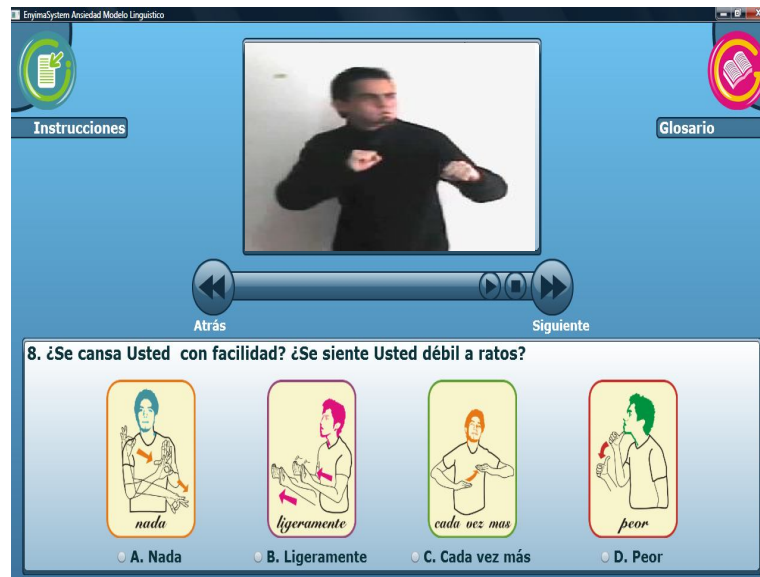 EnyimaSystem Ansiedad Modelo Linguistico
Instrucciones
Glosario
Atrás
Siguiente
8. ¿Se cansa Usted con facilidad? ¿Se siente Usted débil a ratos?
nada
ligeramente
cada vez mas
peor
A. Nada
B. Ligeramente
C. Cada vez más
D. Peor